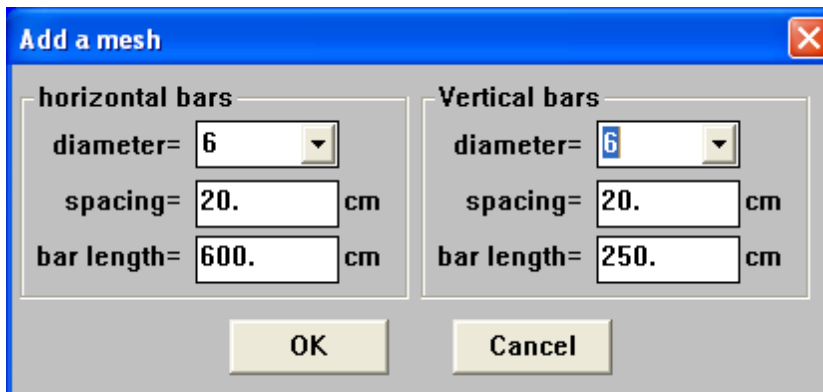 Add a mesh
horizontal bars
diameter= 6
spacing= 20. cm
bar length= 600. cm
Vertical bars
diameter= 6
spacing= 20. cm
bar length= 250. cm
OK
Cancel